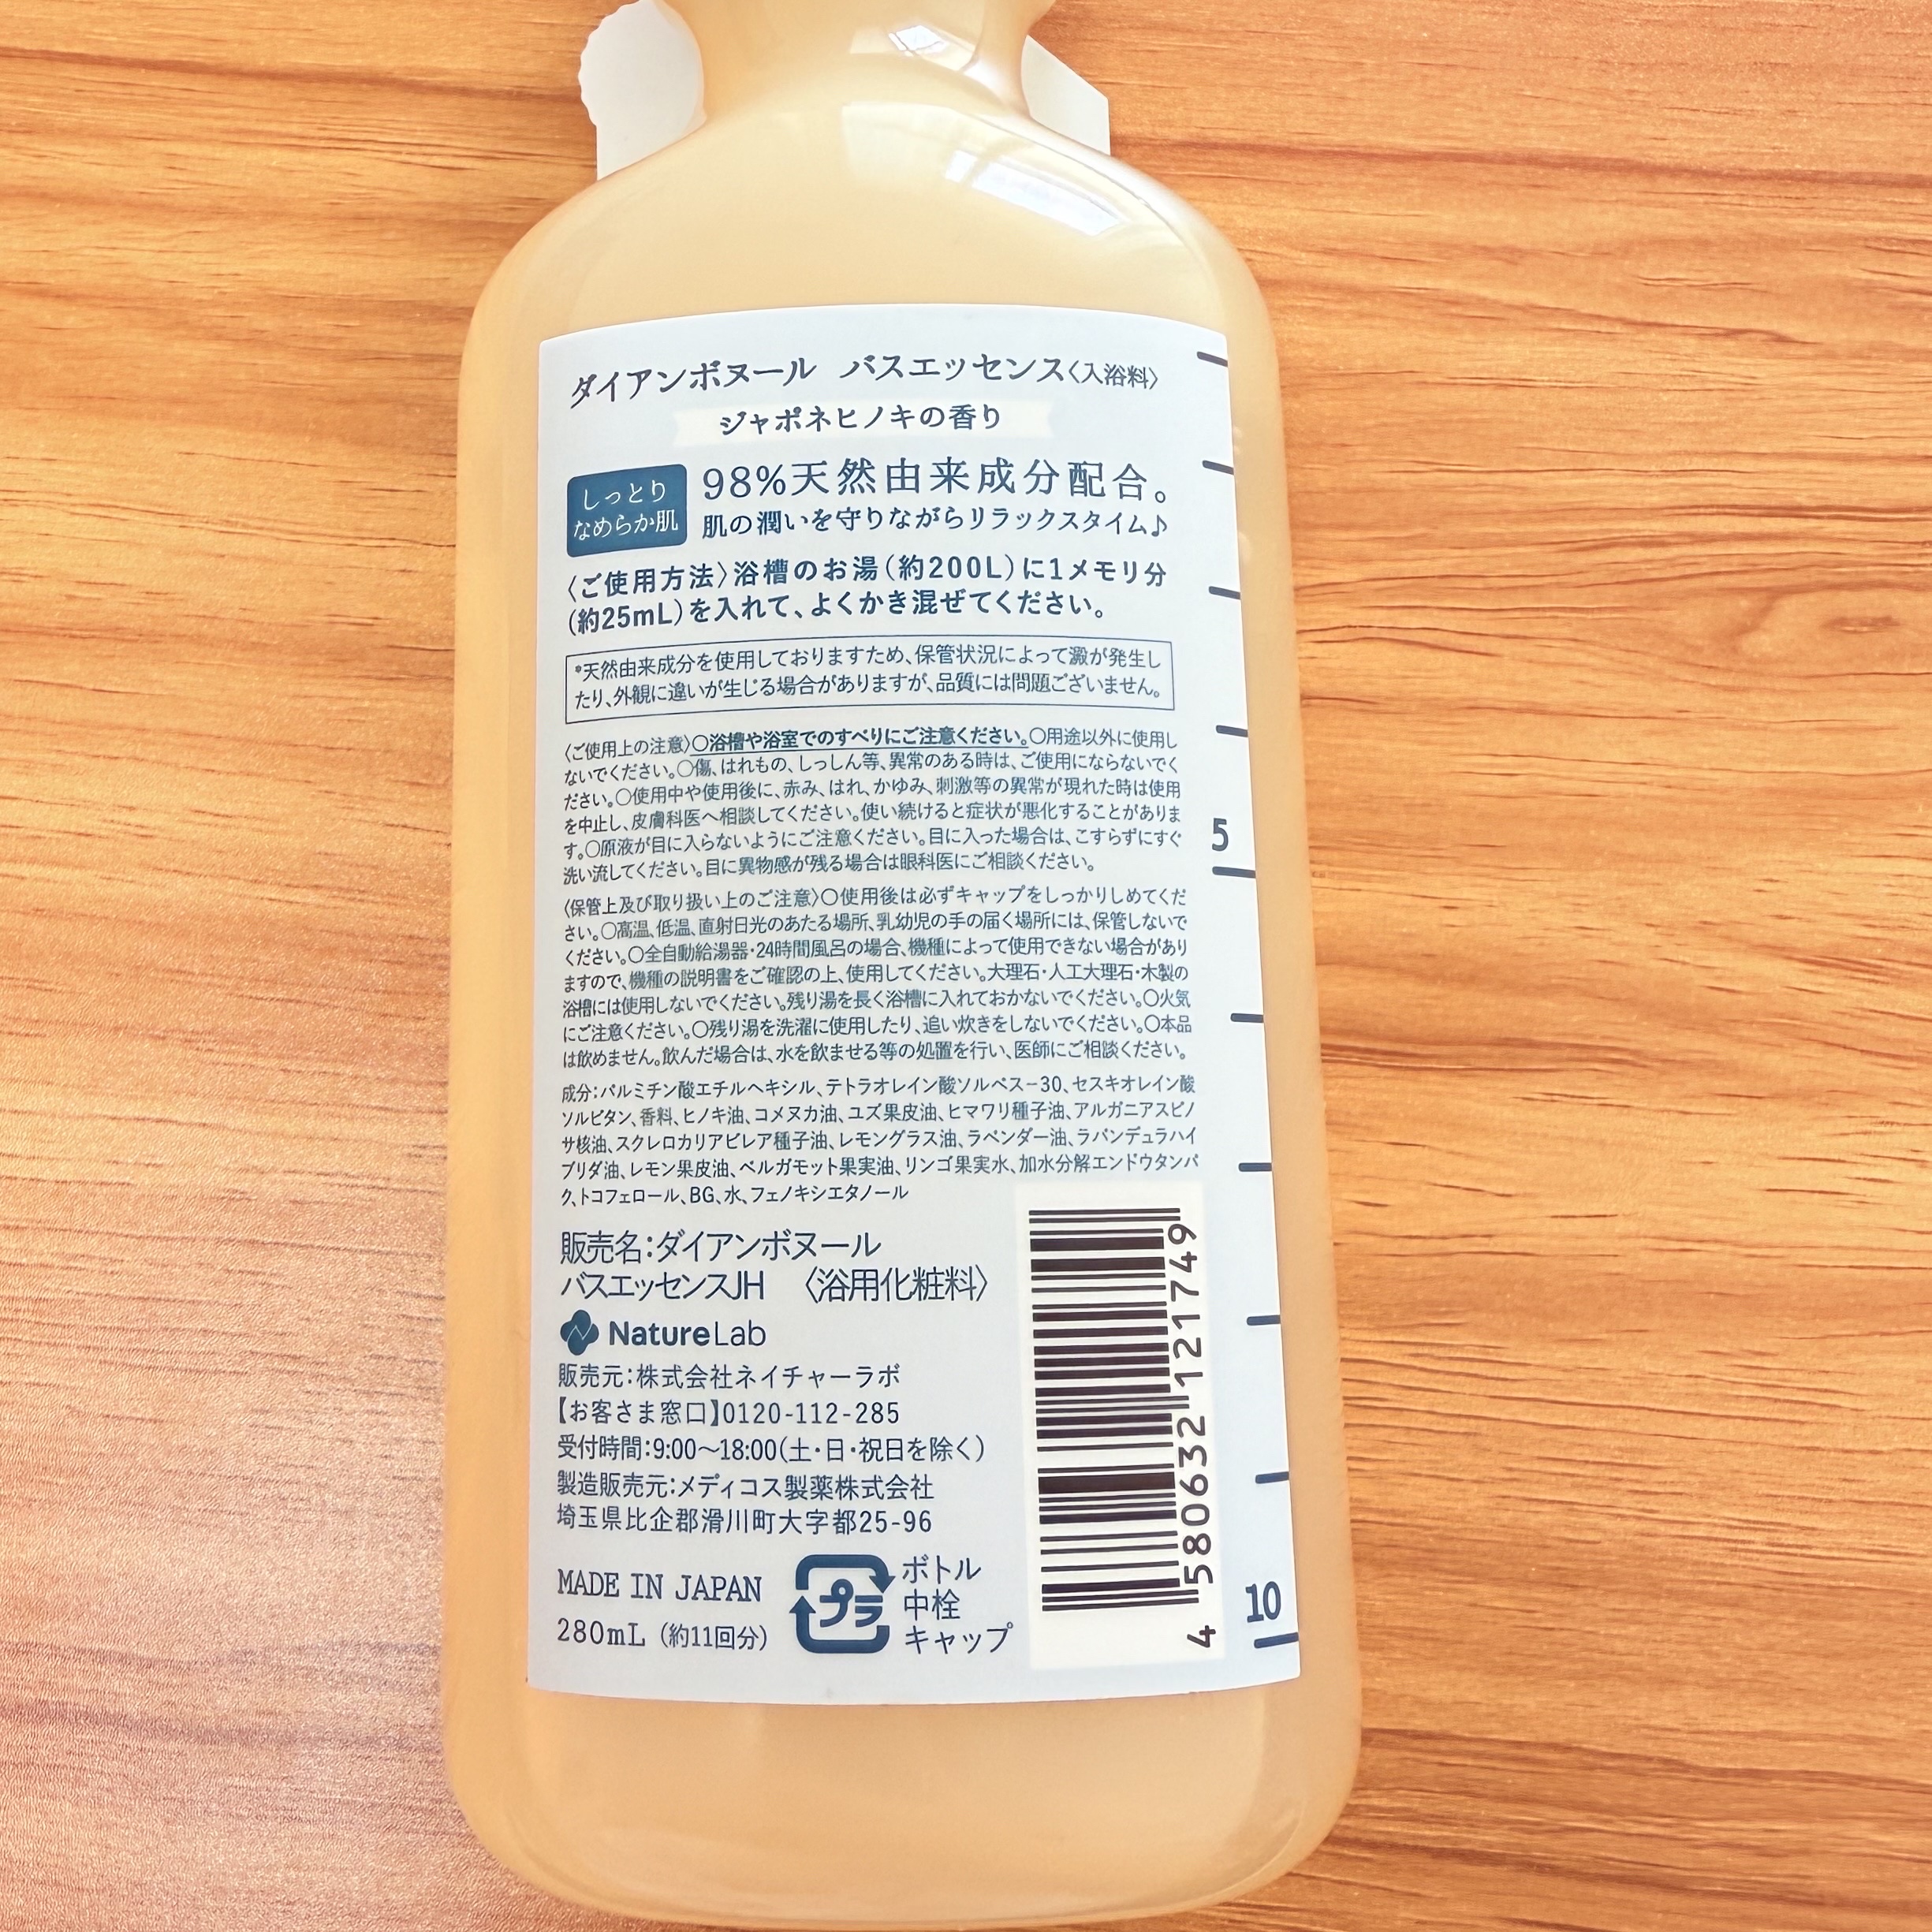 ダイアンボヌール バスエッセンス〈入浴料〉
ジャポネヒノキの香り
しっとり
なめらか肌
98%天然由来成分配合。
肌の潤いを守りながらリラックスタイム♪
〈ご使用方法〉浴槽のお湯(約200L)に1メモリ分
(約25mL)を入れて、よくかき混ぜてください。
*天然由来成分を使用しておりますため、保管状況によって澱が発生し
たり、外観に違いが生じる場合がありますが、品質には問題ございません。
〈ご使用上の注意〉○浴槽や浴室でのすべりにご注意ください。○用途以外に使用し
ないでください。○傷、はれもの、しっしん等、異常のある時は、ご使用にならないでく
ださい。○使用中や使用後に、赤み、はれ、かゆみ、刺激等の異常が現れた時は使用
を中止し、皮膚科医へ相談してください。使い続けると症状が悪化することがありま
す。○原液が目に入らないようにご注意ください。目に入った場合は、こすらずにすぐ
洗い流してください。目に異物感が残る場合は眼科医にご相談ください。
〈保管上及び取り扱い上のご注意〉○使用後は必ずキャップをしっかりしめてくだ
さい。○高温、低温、直射日光のあたる場所、乳幼児の手の届く場所には、保管しないで
ください。○全自動給湯器・24時間風呂の場合、機種によって使用できない場合があり
ますので、機種の説明書をご確認の上、使用してください。大理石・人工大理石・木製の
浴槽には使用しないでください。残り湯を長く浴槽に入れておかないでください。○火気
にご注意ください。○残り湯を洗濯に使用したり、追い炊きをしないでください。○本品
は飲めません。飲んだ場合は、水を飲ませる等の処置を行い、医師にご相談ください。
成分:パルミチン酸エチルヘキシル、テトラオレイン酸ソルベス-30、セスキオレイン酸
ソルビタン、香料、ヒノキ油、コメヌカ油、ユズ果皮油、ヒマワリ種子油、アルガニアスピノ
サ核油、スクレロカリアビレア種子油、レモングラス油、ラベンダー油、ラバンデュラハイ
ブリダ油、レモン果皮油、ベルガモット果実油、リンゴ果実水、加水分解エンドウタンパ
ク、トコフェロール、BG、水、フェノキシエタノール
販売名:ダイアンボヌール
バスエッセンスJH 〈浴用化粧料〉
NatureLab
販売元:株式会社ネイチャーラボ
【お客さま窓口】0120-112-285
受付時間:9:00〜18:00(土・日・祝日を除く)
製造販売元:メディコス製薬株式会社
埼玉県比企郡滑川町大字都25-96
MADE IN JAPAN
280mL (約11回分)
プラ
ボトル
中栓
キャップ
4 580632 121749
5
10